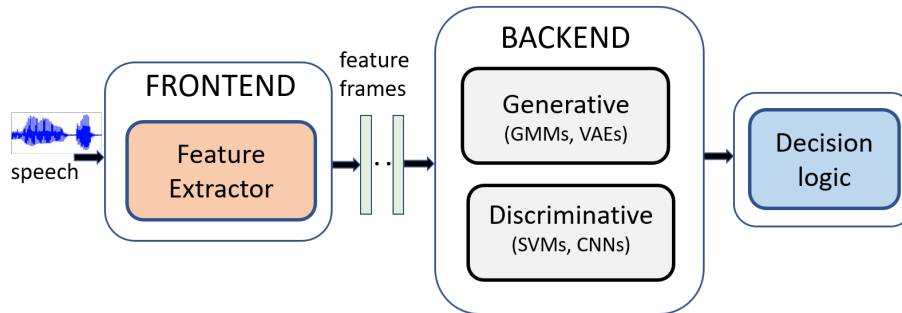 speech
FRONTEND
Feature
Extractor
feature
frames
BACKEND
Generative
(GMMs, VAEs)
Discriminative
(SVMs, CNNs)
Decision
logic